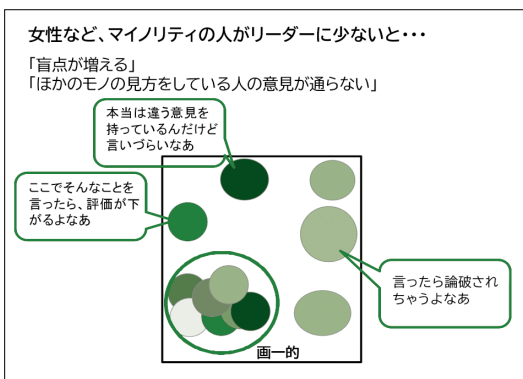 女性など、マイノリティの人がリーダーに少ないと・・・
「盲点が増える」
「ほかのモノの見方をしている人の意見が通らない」
本当は違う意見を
持っているんだけど
言いづらいなあ
ここでそんなことを
言ったら、評価が下
がるよなあ
言ったら論破され
ちゃうよなあ
画一的